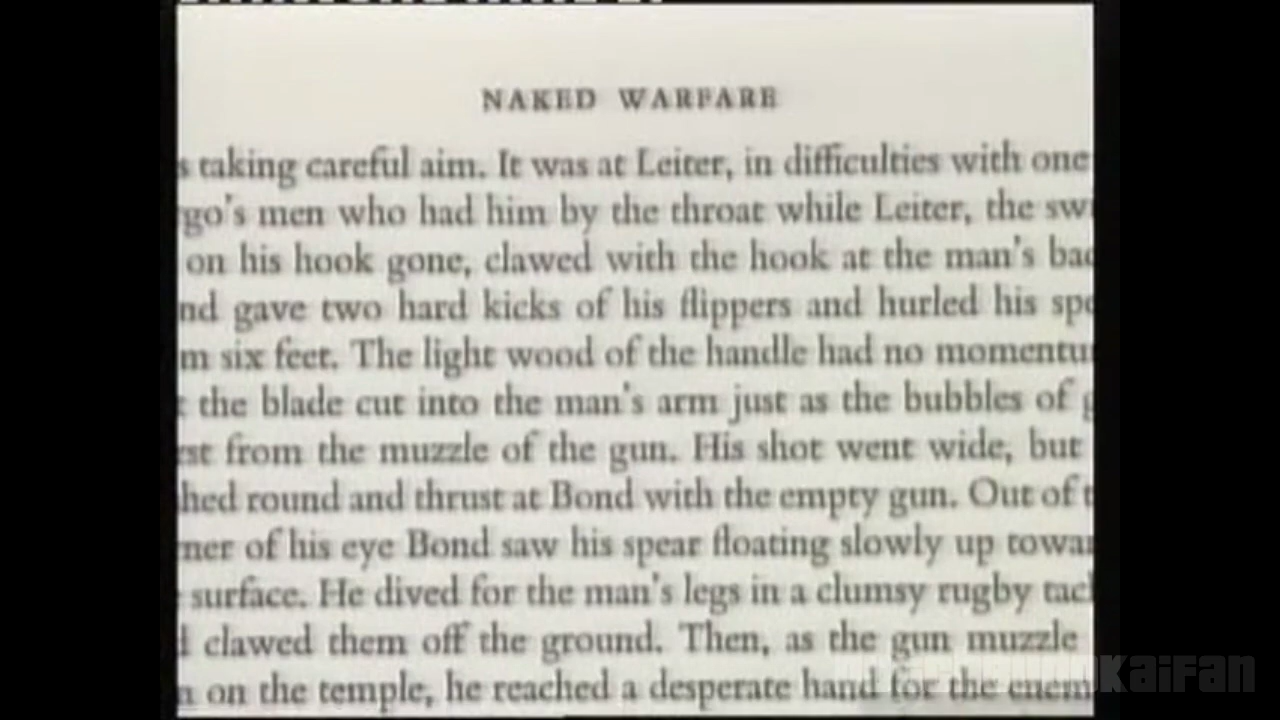 NAKED WARFARE
s taking careful aim. It was at Leiter, in difficulties with one
go's men who had him by the throat while Leiter, the swi
on his hook gone, clawed with the hook at the man's bac
nd gave two hard kicks of his flippers and hurled his spe
m six feet. The light wood of the handle had no momentu
the blade cut into the man's arm just as the bubbles of g
rst from the muzzle of the gun. His shot went wide, but
hed round and thrust at Bond with the empty gun. Out of t
ner of his eye Bond saw his spear floating slowly up towar
surface. He dived for the man's legs in a clumsy rugby tack
d clawed them off the ground. Then, as the gun muzzle
n on the temple, he reached a desperate hand for the enem